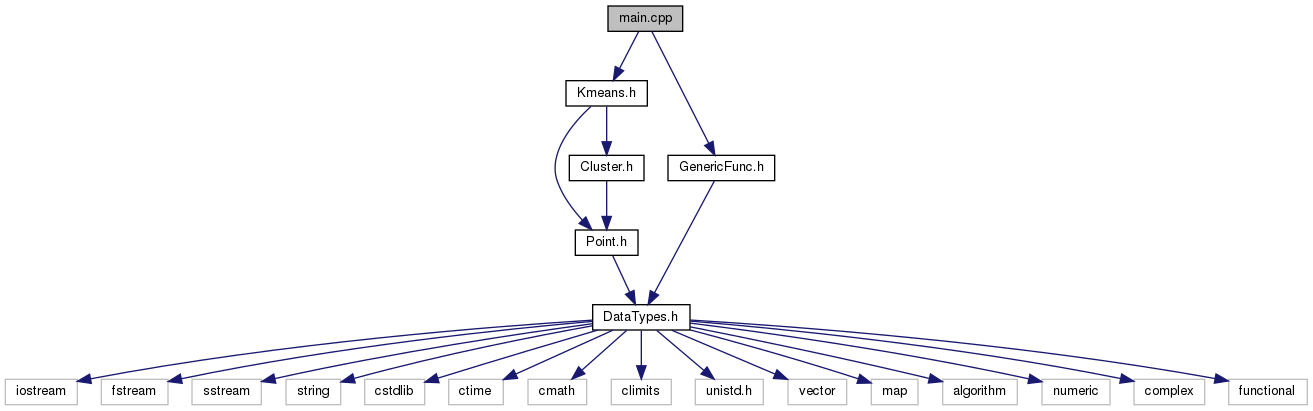 main.cpp
Kmeans.h
Cluster.h
GenericFunc.h
Point.h
DataTypes.h
iostream
fstream
sstream
string
cstdlib
ctime
cmath
climits
unistd.h
vector
map
algorithm
numeric
complex
functional